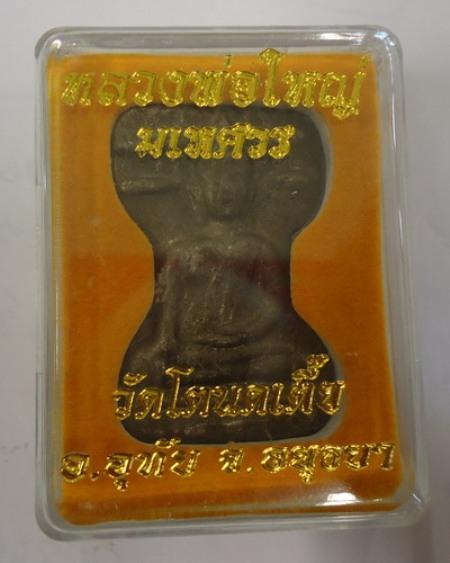 หลวงพ่อใหญ่
มเหศวร
วัดโตนดเตี้ย
อ.อุทัย จ.อยุธยา